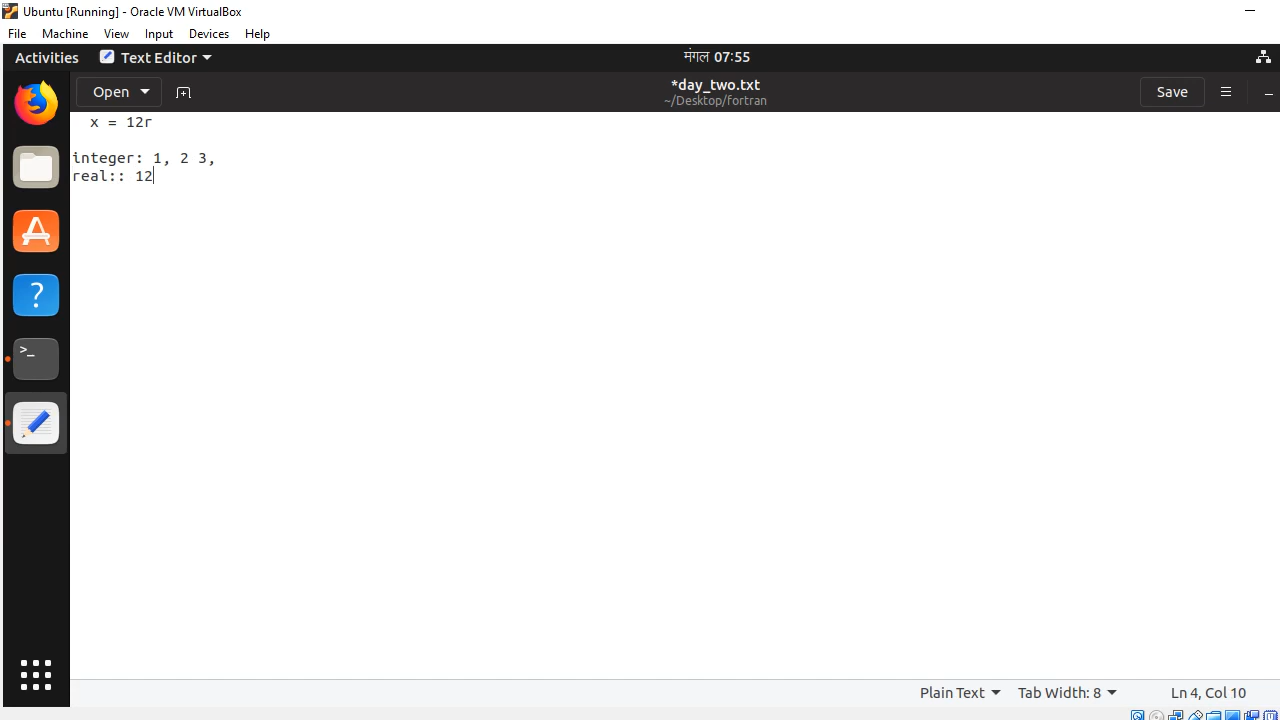 Ubuntu [Running] - Oracle VM VirtualBox
File Machine View Input Devices Help
Activities Text Editor मंगल 07:55
Open *day_two.txt Save
~/Desktop/fortran
x = 12r
integer: 1, 2 3,
real:: 12
Plain Text Tab Width: 8 Ln 4, Col 10